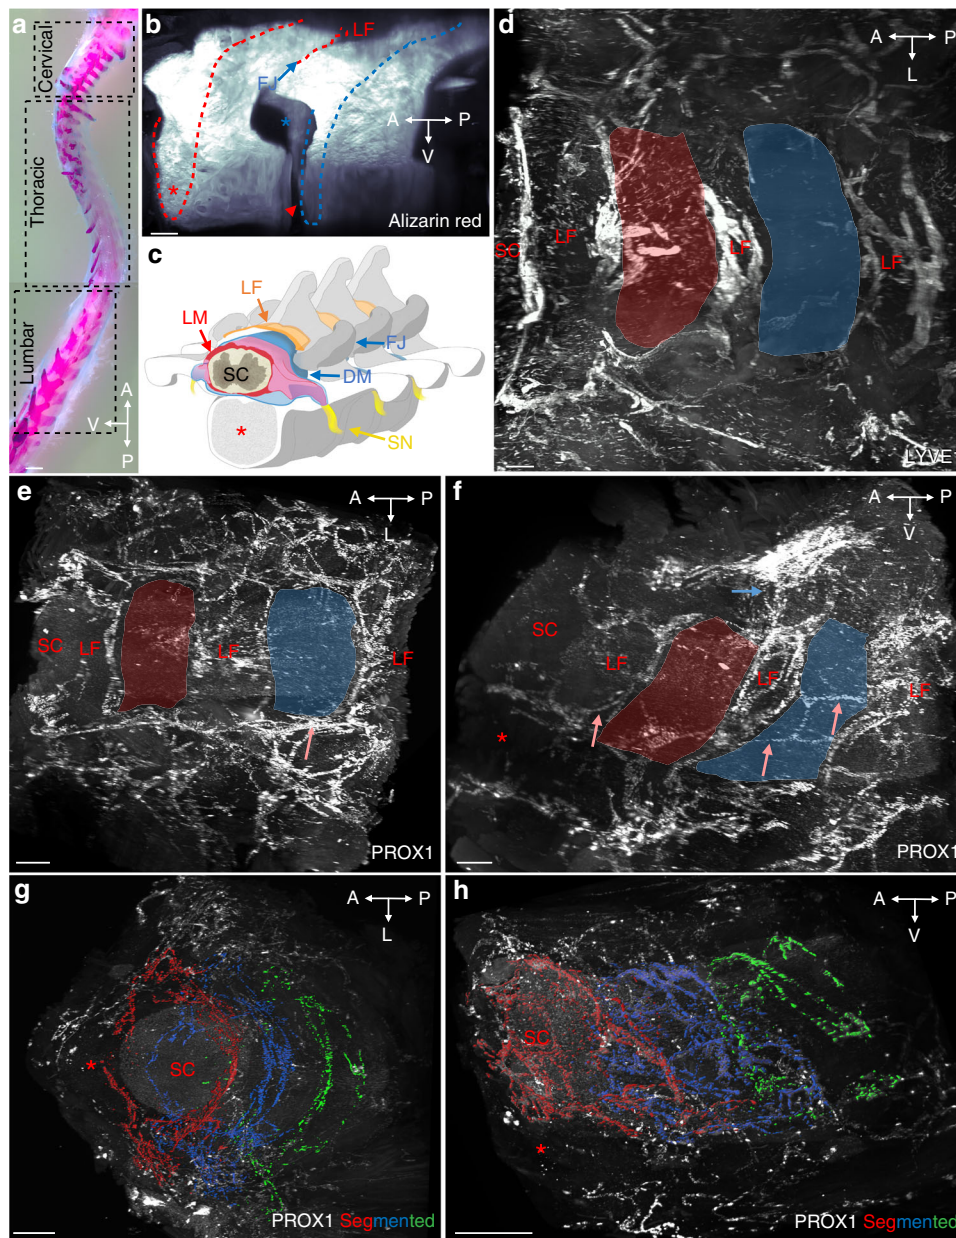 a
Cervical
Thoracic
Lumbar
A
V
P
b
LF
FJ
*
A
P
V
*
Alizarin red
c
LF
LM
FJ
SC
DM
*
SN
d
A
P
L
SC
LF
LF
LF
LYVE1
e
A
P
L
SC
LF
LF
LF
PROX1
f
A
P
V
SC
LF
LF
LF
*
PROX1
g
A
P
L
*
SC
PROX1 Segmented
h
A
P
V
SC
*
PROX1 Segmented